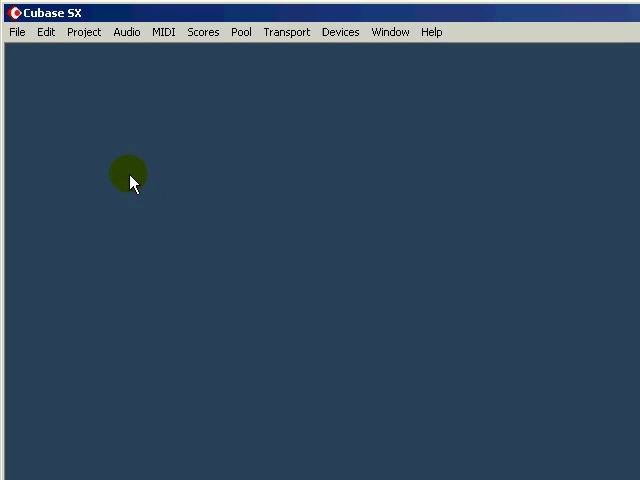 Cubase SX
File Edit Project Audio MIDI Scores Pool Transport Devices Window Help